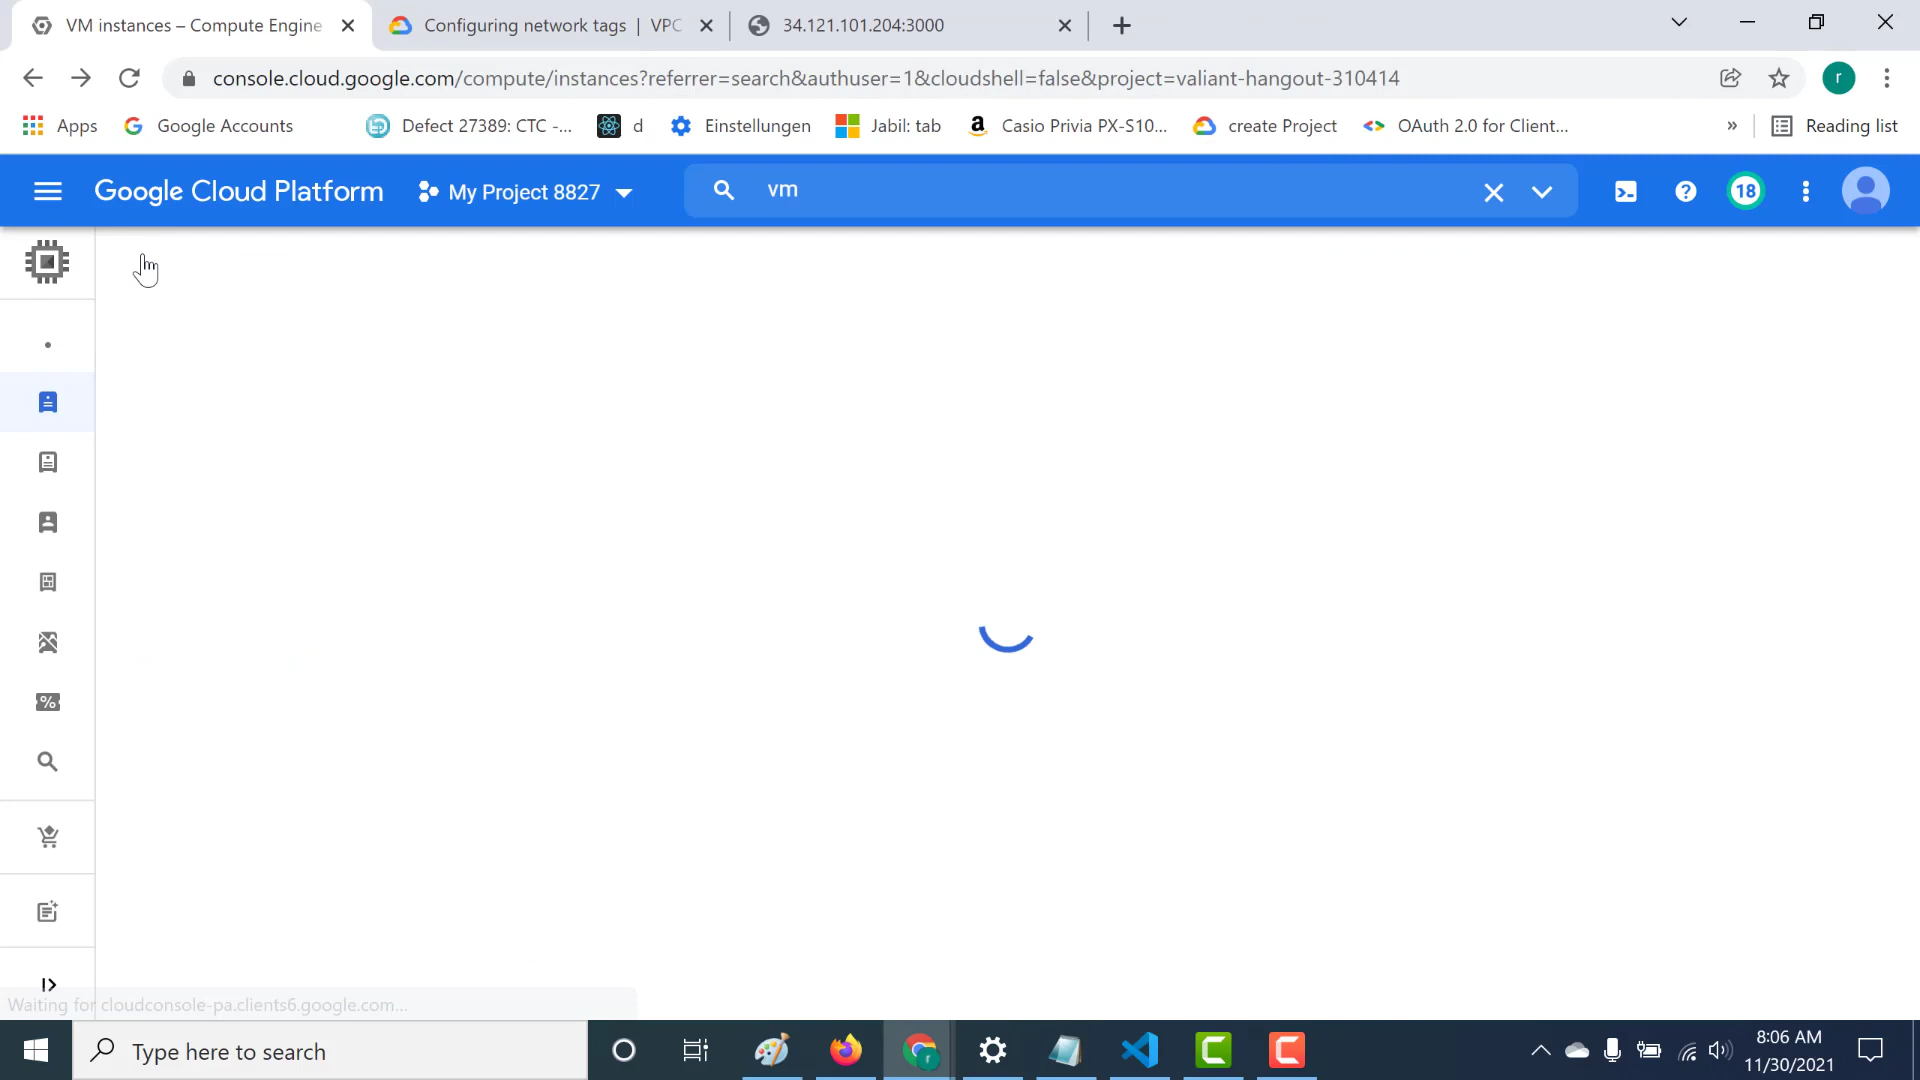 VM instances – Compute Engine
Configuring network tags | VPC
34.121.101.204:3000
console.cloud.google.com/compute/instances?referrer=search&authuser=1&cloudshell=false&project=valiant-hangout-310414
r
Apps
Google Accounts
Defect 27389: CTC -...
d
Einstellungen
Jabil: tab
Casio Privia PX-S10...
create Project
OAuth 2.0 for Client...
»
Reading list
Google Cloud Platform
My Project 8827
vm
18
Waiting for cloudconsole-pa.clients6.google.com...
Type here to search
8:06 AM
11/30/2021